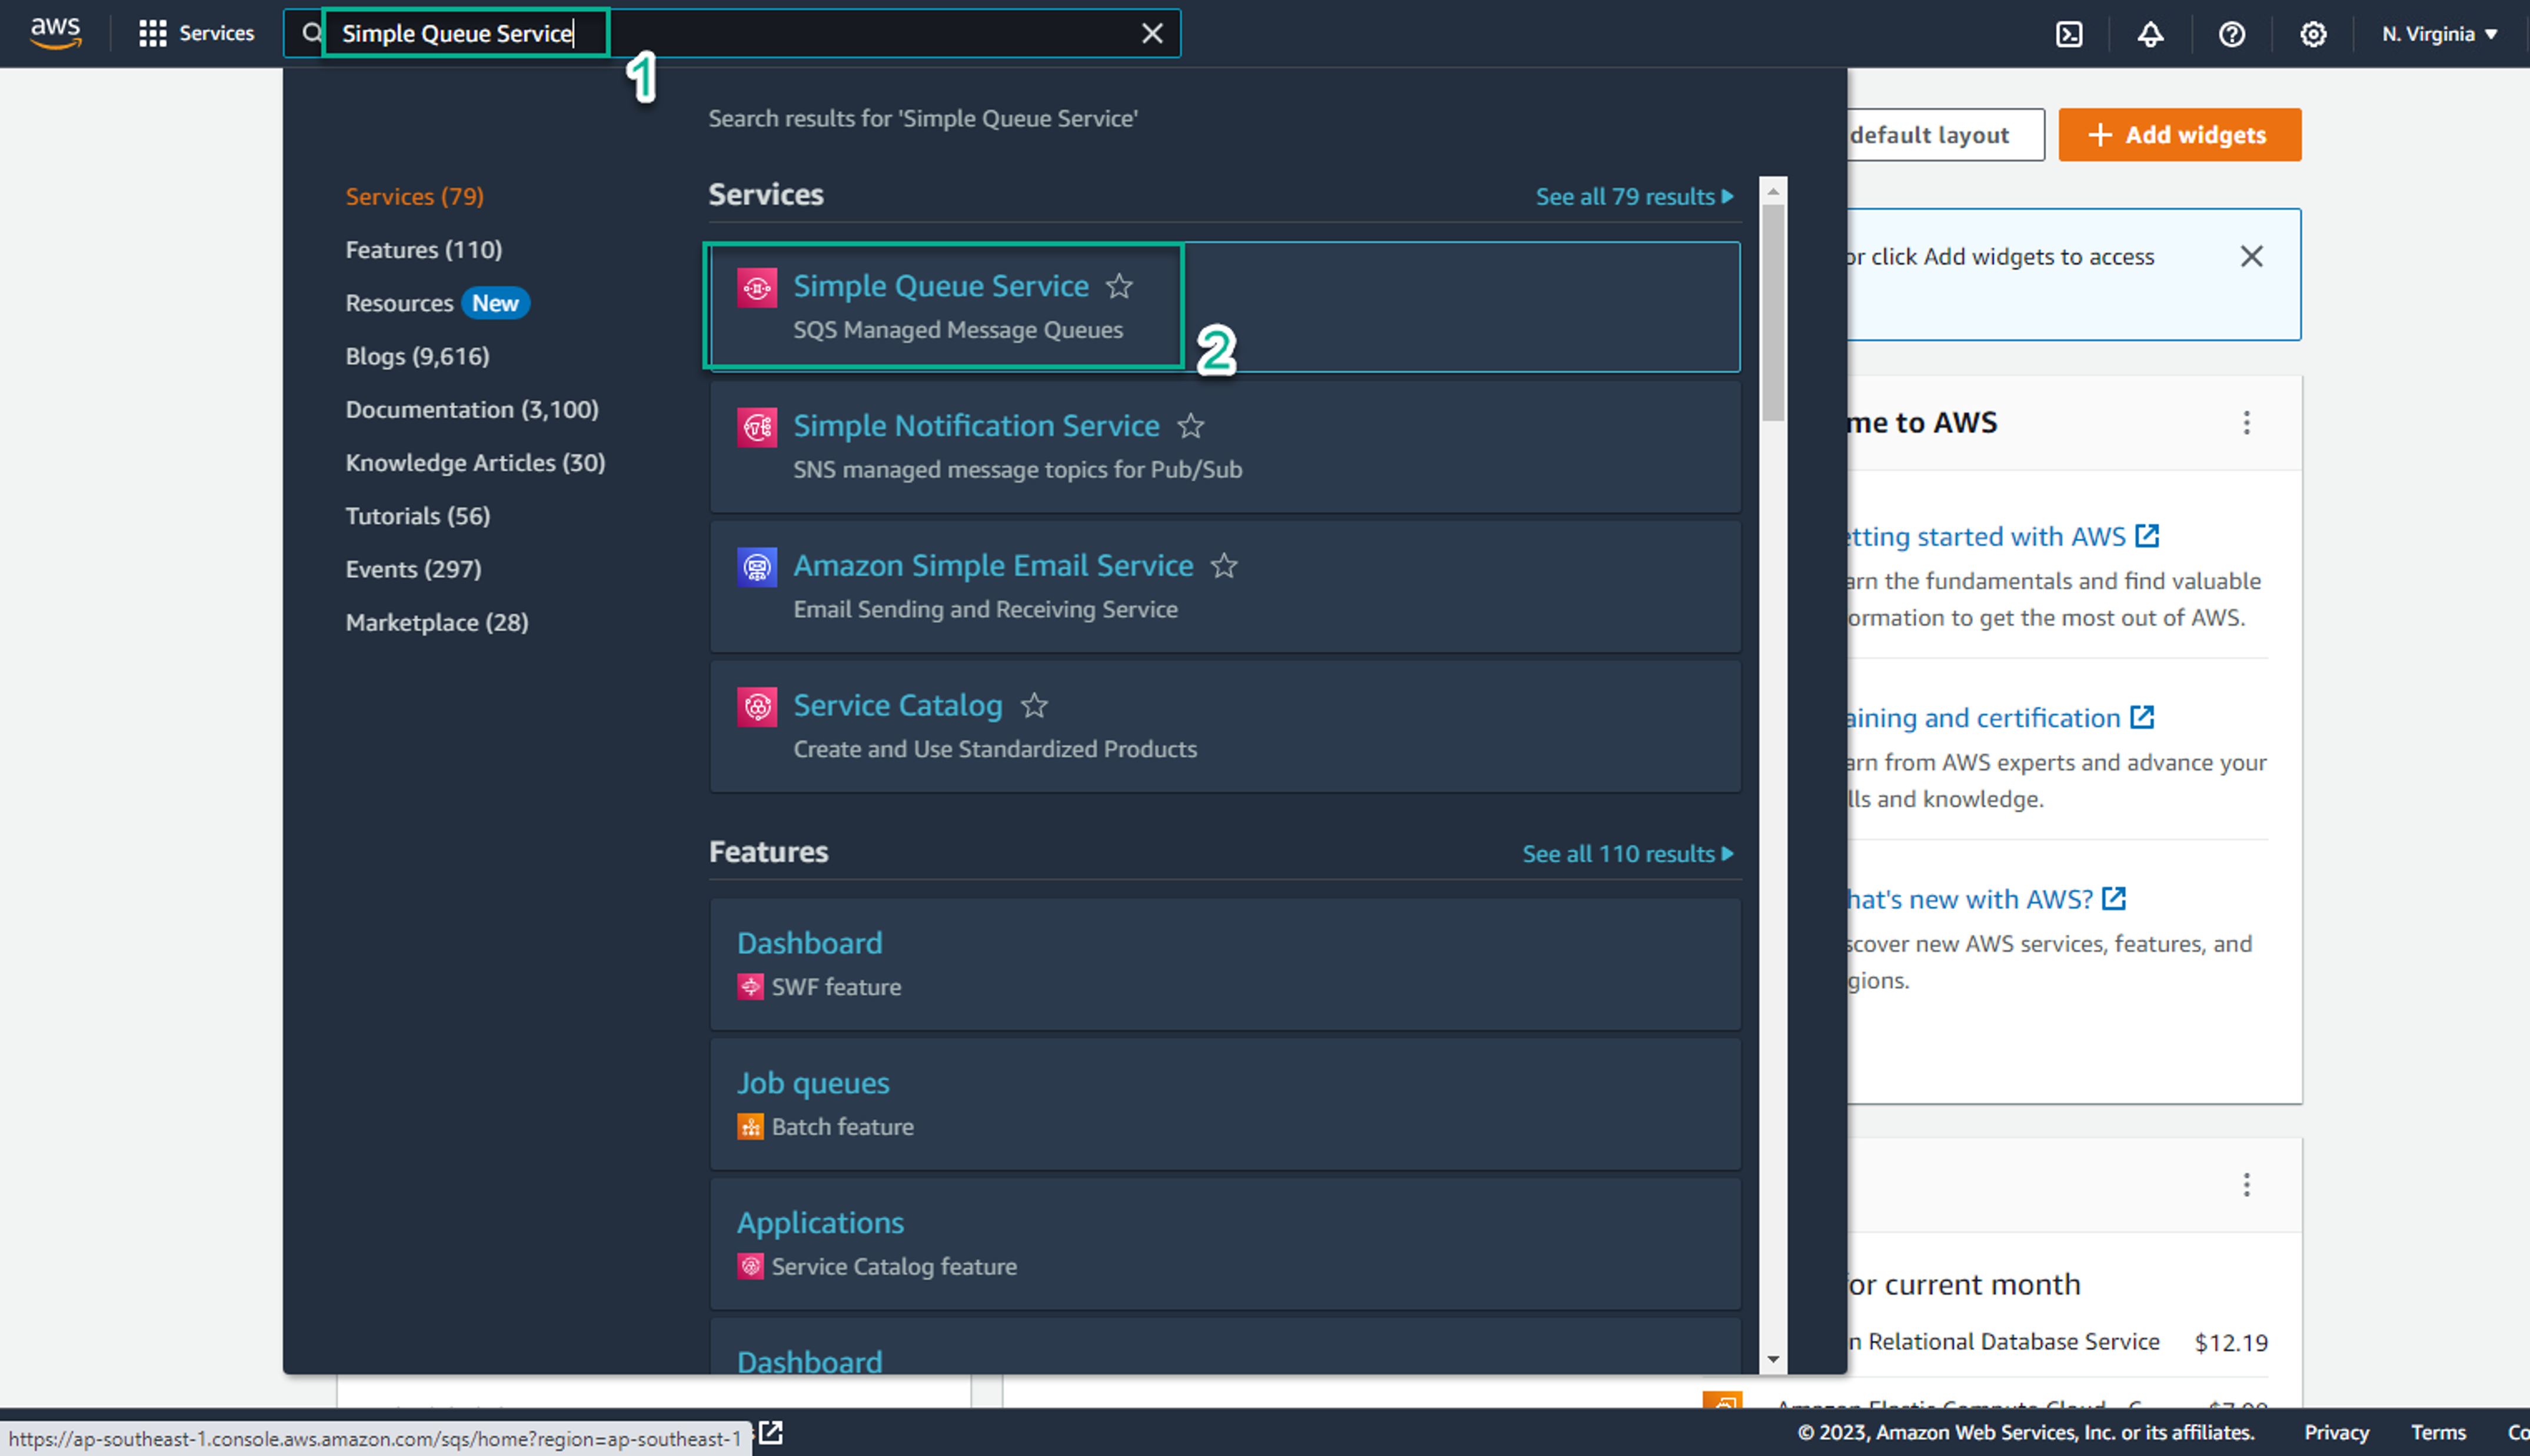 aws
Services
Simple Queue Service
N. Virginia
1
Search results for 'Simple Queue Service'
Services (79)
Features (110)
Resources New
Blogs (9,616)
Documentation (3,100)
Knowledge Articles (30)
Tutorials (56)
Events (297)
Marketplace (28)
Services
See all 79 results
Simple Queue Service
SQS Managed Message Queues
2
Simple Notification Service
SNS managed message topics for Pub/Sub
Amazon Simple Email Service
Email Sending and Receiving Service
Service Catalog
Create and Use Standardized Products
Features
See all 110 results
Dashboard
SWF feature
Job queues
Batch feature
Applications
Service Catalog feature
Dashboard
default layout
Add widgets
or click Add widgets to access
me to AWS
etting started with AWS
arn the fundamentals and find valuable
ormation to get the most out of AWS.
aining and certification
arn from AWS experts and advance your
lls and knowledge.
hat's new with AWS?
scover new AWS services, features, and
gions.
or current month
n Relational Database Service $12.19
https://ap-southeast-1.console.aws.amazon.com/sqs/home?region=ap-southeast-1
© 2023, Amazon Web Services, Inc. or its affiliates.
Privacy
Terms
Co